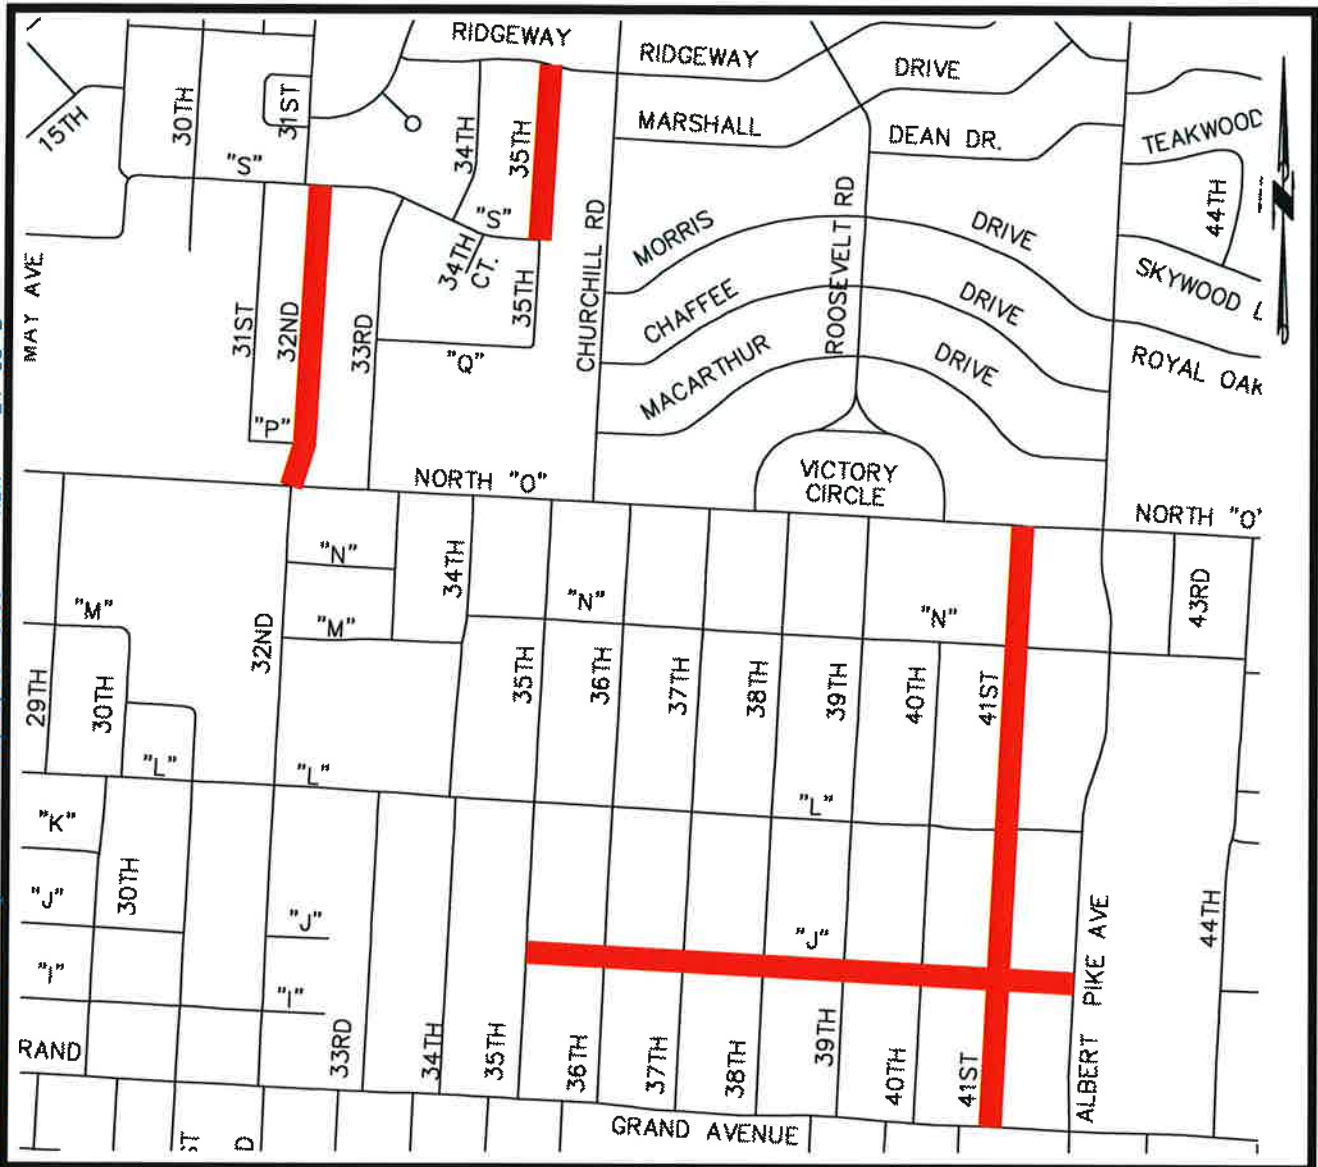 RIDGEWAY
RIDGEWAY
DRIVE
15TH
30TH
31ST
34TH
35TH
MARSHALL
DEAN DR.
TEAKWOOD
"S"
"S"
44TH
MORRIS
DRIVE
ROOSEVELT RD
34TH
CT.
MAY AVE
31ST
32ND
33RD
35TH
CHURCHILL RD
CHAFFEE
DRIVE
SKYWOOD L
"Q"
MACARTHUR
DRIVE
ROYAL OAK
"P"
NORTH "O"
VICTORY
CIRCLE
NORTH "O"
N
"N"
34TH
"N"
"N"
43RD
"M"
"M"
32ND
29TH
30TH
35TH
36TH
37TH
38TH
39TH
40TH
41ST
"L"
"L"
"L"
"K"
"J"
30TH
"J"
"J"
44TH
"I"
"I"
ALBERT PIKE AVE
RAND
33RD
34TH
35TH
36TH
37TH
38TH
39TH
40TH
41ST
GRAND AVENUE
ST
D